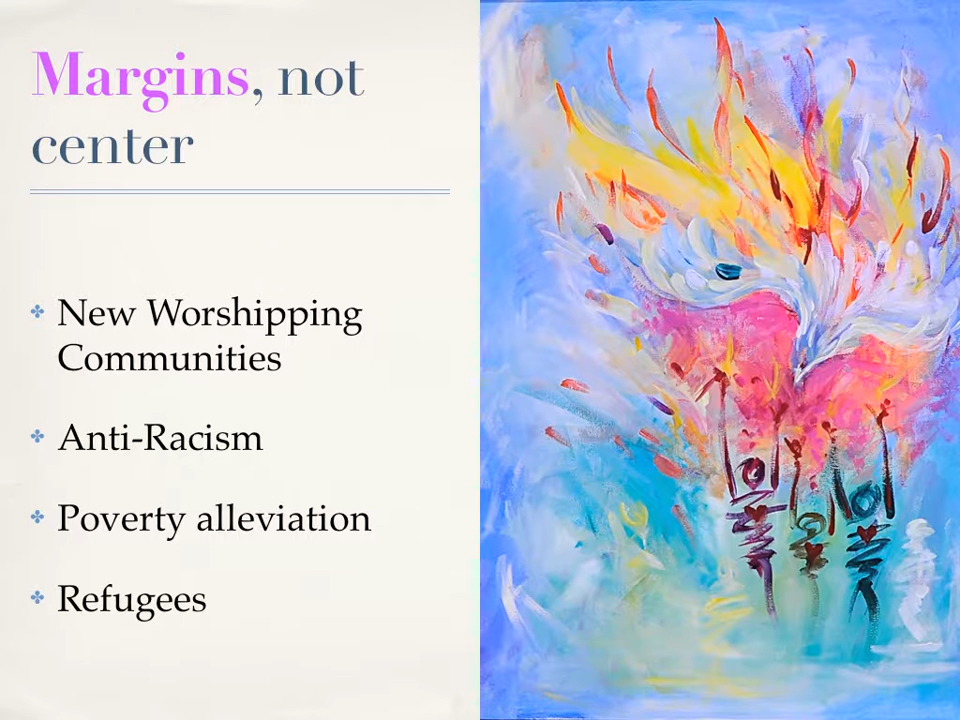 Margins, not
center
New Worshipping
Communities
Anti-Racism
Poverty alleviation
Refugees